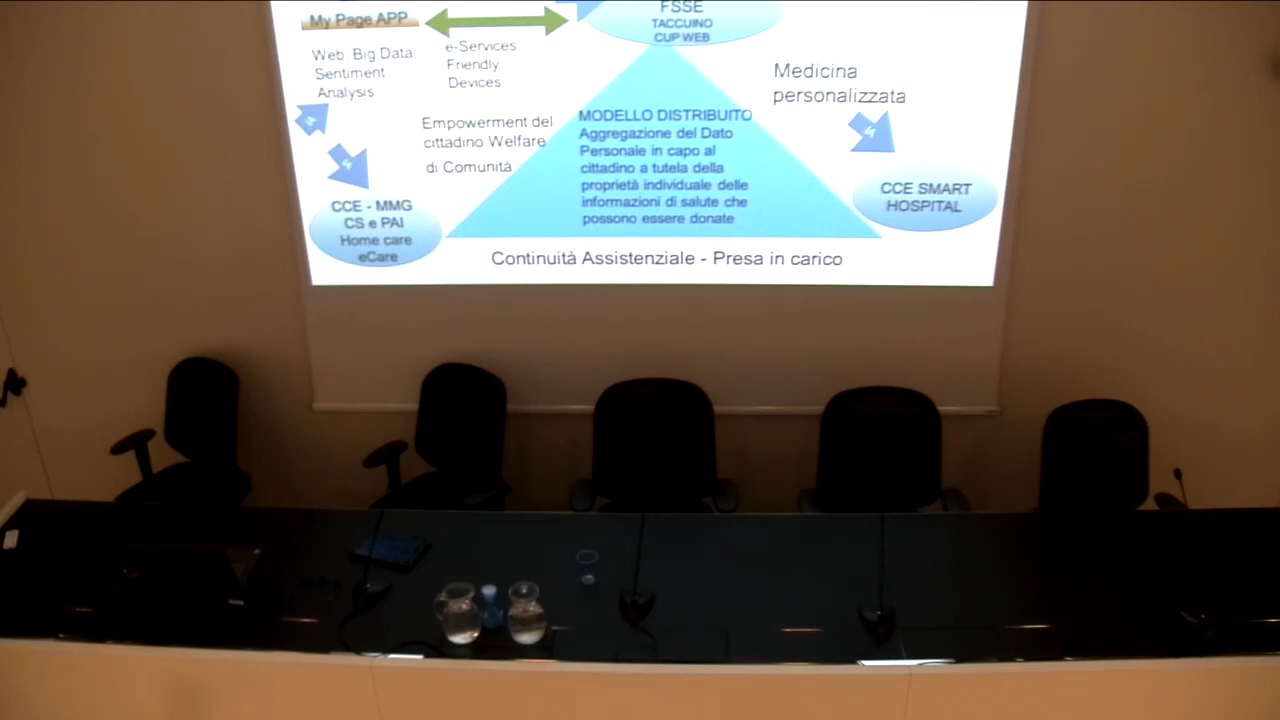 My Page APP
FSSE
TACCUINO
CUP WEB
Web, Big Data,
Sentiment
Analysis
e-Services
Friendly
Devices
Medicina
personalizzata
Empowerment del
cittadino Welfare
di Comunità
MODELLO DISTRIBUITO
Aggregazione del Dato
Personale in capo al
cittadino a tutela della
proprietà individuale delle
informazioni di salute che
possono essere donate
CCE - MMG
CS e PAI
Home care
eCare
CCE SMART
HOSPITAL
Continuità Assistenziale - Presa in carico